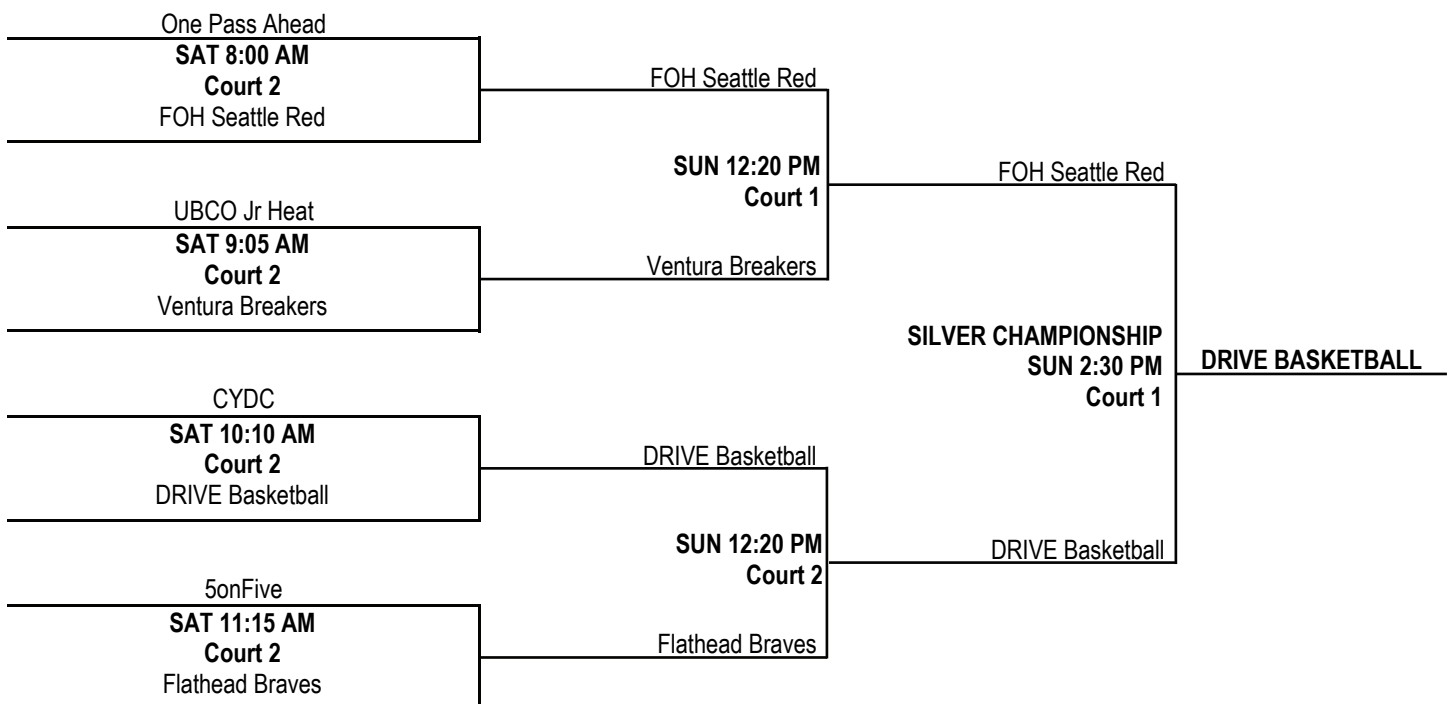 One Pass Ahead
SAT 8:00 AM
Court 2
FOH Seattle Red
UBCO Jr Heat
SAT 9:05 AM
Court 2
Ventura Breakers
CYDC
SAT 10:10 AM
Court 2
DRIVE Basketball
5onFive
SAT 11:15 AM
Court 2
Flathead Braves
FOH Seattle Red
SUN 12:20 PM
Court 1
Ventura Breakers
DRIVE Basketball
SUN 12:20 PM
Court 2
Flathead Braves
FOH Seattle Red
SILVER CHAMPIONSHIP
SUN 2:30 PM
Court 1
DRIVE Basketball
DRIVE BASKETBALL